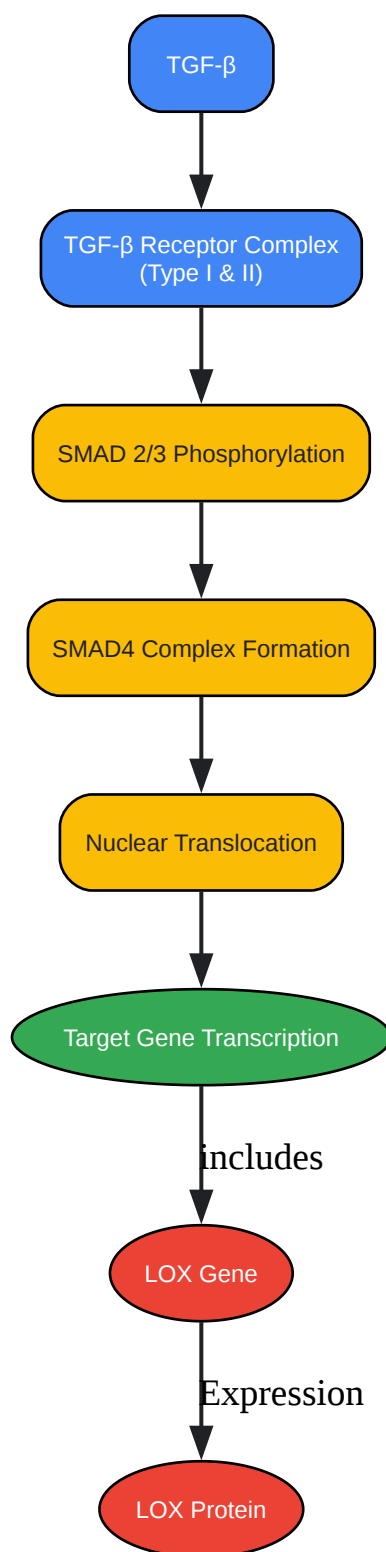 TGF-β
TGF-β Receptor Complex
(Type I & II)
SMAD 2/3 Phosphorylation
SMAD4 Complex Formation
Nuclear Translocation
Target Gene Transcription
includes
LOX Gene
Expression
LOX Protein